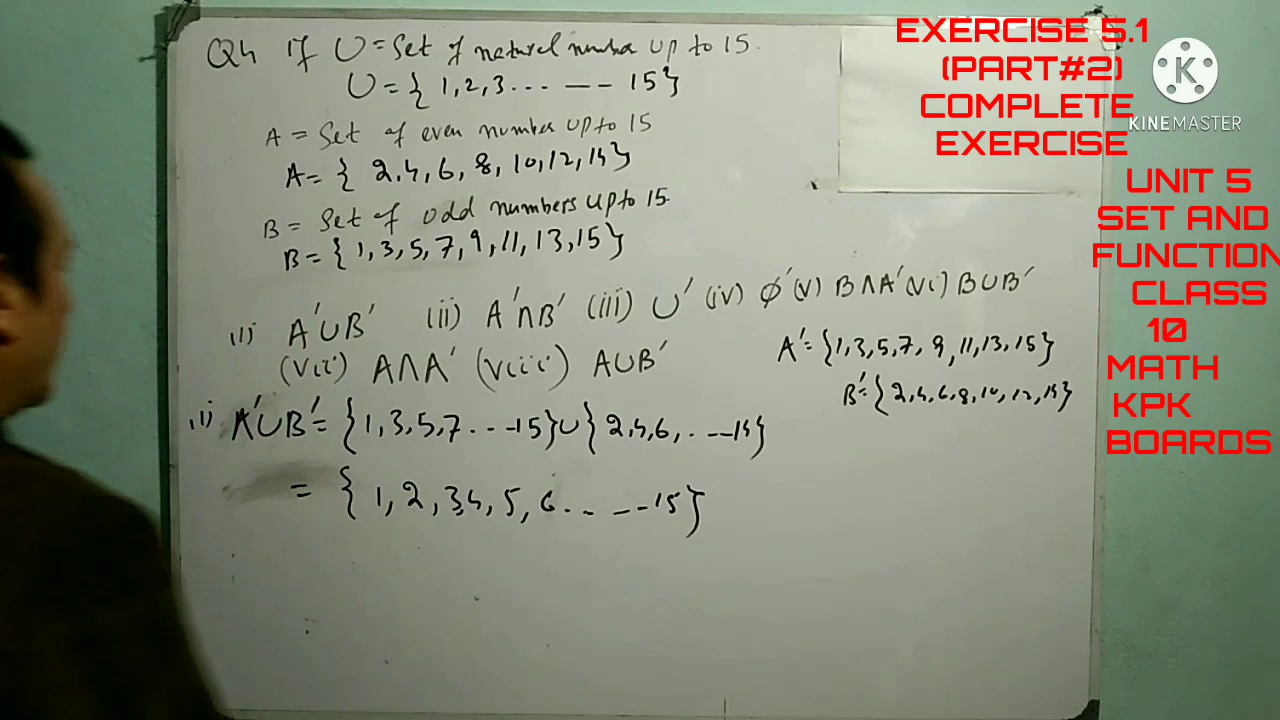 Q4 If U = Set of natural number up to 15.
U = { 1, 2, 3 ... --- 15 }
A = Set of even number up to 15
A = { 2, 4, 6, 8, 10, 12, 14 }
B = Set of odd numbers up to 15.
B = { 1, 3, 5, 7, 9, 11, 13, 15 }
(i) A′∪B′ (ii) A′∩B′ (iii) U′ (iv) ϕ′ (v) B∩A′ (vi) B∪B′
(vii) A∩A′ (viii) A∪B′
A′ = {1, 3, 5, 7, 9, 11, 13, 15}
B′ = {2, 4, 6, 8, 10, 12, 14}
(i) A′∪B′ = {1, 3, 5, 7 ... -15} ∪ { 2, 4, 6, . -- 14}
= { 1, 2, 3, 4, 5, 6 .. -- -- 15 }
EXERCISE 5.1
(PART#2)
COMPLETE
EXERCISE
K
KINEMASTER
UNIT 5
SET AND
FUNCTION
CLASS
10
MATH
KPK
BOARDS